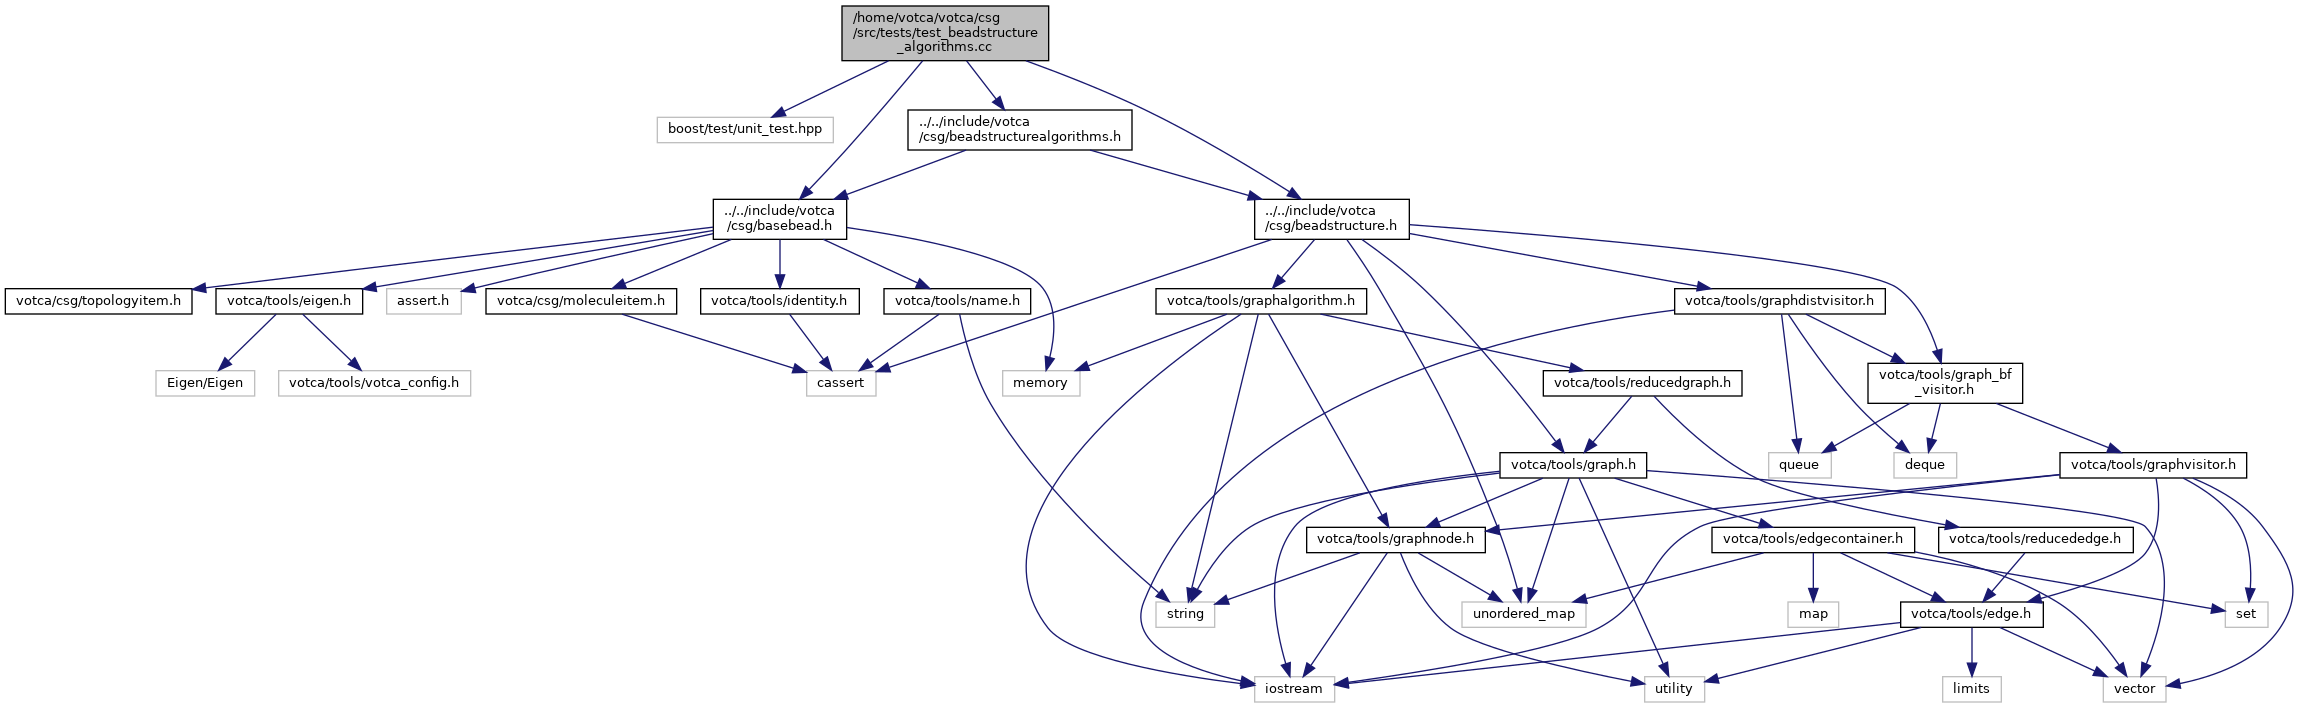 /home/votca/votca/csg
/src/tests/test_beadstructure
_algorithms.cc
boost/test/unit_test.hpp
../../include/votca
/csg/beadstructurealgorithms.h
../../include/votca
/csg/basebead.h
../../include/votca
/csg/beadstructure.h
votca/csg/topologyitem.h
votca/tools/eigen.h
assert.h
votca/csg/moleculeitem.h
votca/tools/identity.h
votca/tools/name.h
votca/tools/graphalgorithm.h
votca/tools/graphdistvisitor.h
Eigen/Eigen
votca/tools/votca_config.h
cassert
memory
votca/tools/reducedgraph.h
votca/tools/graph_bf
_visitor.h
votca/tools/graph.h
queue
deque
votca/tools/graphvisitor.h
votca/tools/graphnode.h
votca/tools/edgecontainer.h
votca/tools/reducededge.h
string
unordered_map
map
votca/tools/edge.h
set
iostream
utility
limits
vector